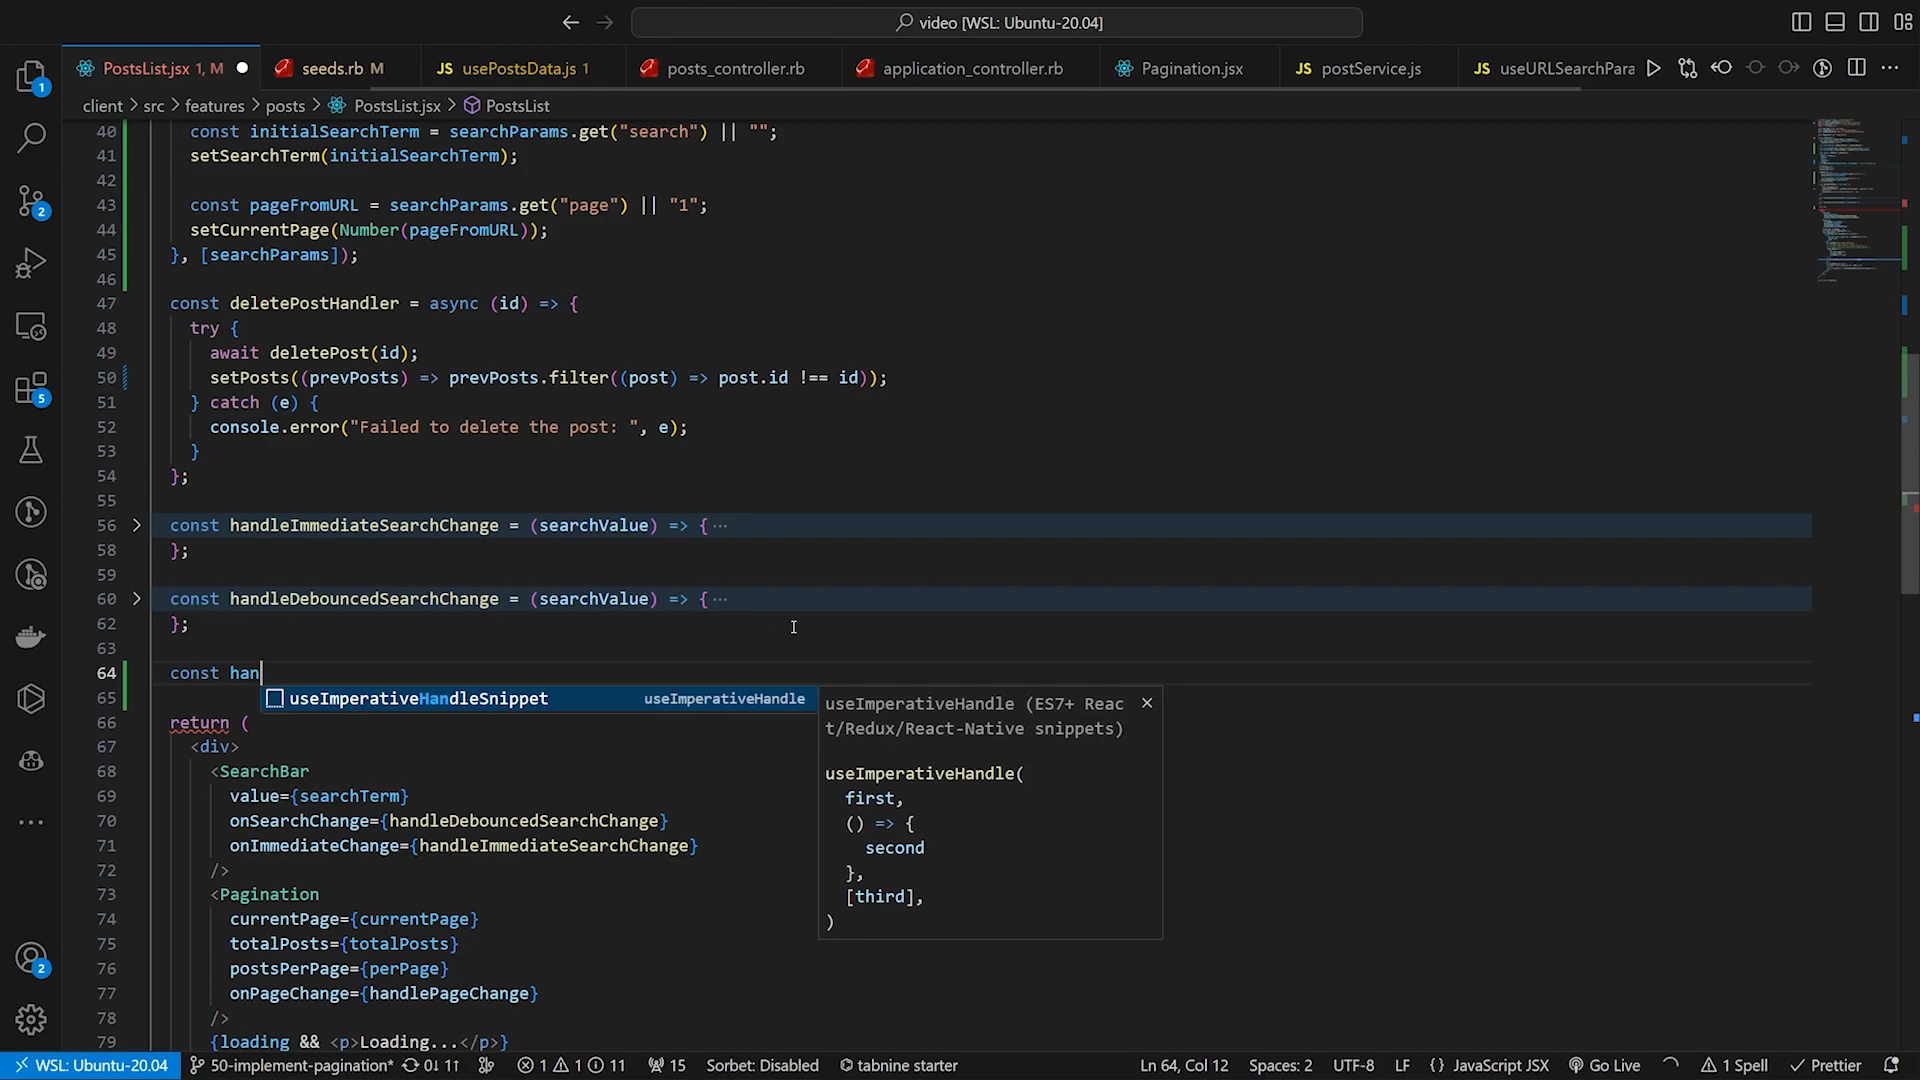 video [WSL: Ubuntu-20.04]
PostsList.jsx 1, M
seeds.rb M
JS usePostsData.js 1
posts_controller.rb
application_controller.rb
Pagination.jsx
JS postService.js
JS useURLSearchPara
client > src > features > posts > PostsList.jsx > PostsList
40 const initialSearchTerm = searchParams.get("search") || "";
41 setSearchTerm(initialSearchTerm);
42
43 const pageFromURL = searchParams.get("page") || "1";
44 setCurrentPage(Number(pageFromURL));
45 }, [searchParams]);
46
47 const deletePostHandler = async (id) => {
48 try {
49 await deletePost(id);
50 setPosts((prevPosts) => prevPosts.filter((post) => post.id !== id));
51 } catch (e) {
52 console.error("Failed to delete the post: ", e);
53 }
54 };
55
56 const handleImmediateSearchChange = (searchValue) => { ...
58 };
59
60 const handleDebouncedSearchChange = (searchValue) => { ...
62 };
63
64 const han
65
useImperativeHandleSnippet useImperativeHandle
useImperativeHandle (ES7+ Reac
t/Redux/React-Native snippets)
useImperativeHandle(
first,
() => {
second
},
[third],
)
66 return (
67 <div>
68 <SearchBar
69 value={searchTerm}
70 onSearchChange={handleDebouncedSearchChange}
71 onImmediateChange={handleImmediateSearchChange}
72 />
73 <Pagination
74 currentPage={currentPage}
75 totalPosts={totalPosts}
76 postsPerPage={perPage}
77 onPageChange={handlePageChange}
78 />
79 {loading && <p>Loading...</p>}
1
2
5
2
WSL: Ubuntu-20.04 50-implement-pagination* 0↓ 1↑ 1 1 11 15 Sorbet: Disabled tabnine starter Ln 64, Col 12 Spaces: 2 UTF-8 LF {} JavaScript JSX Go Live 1 Spell Prettier